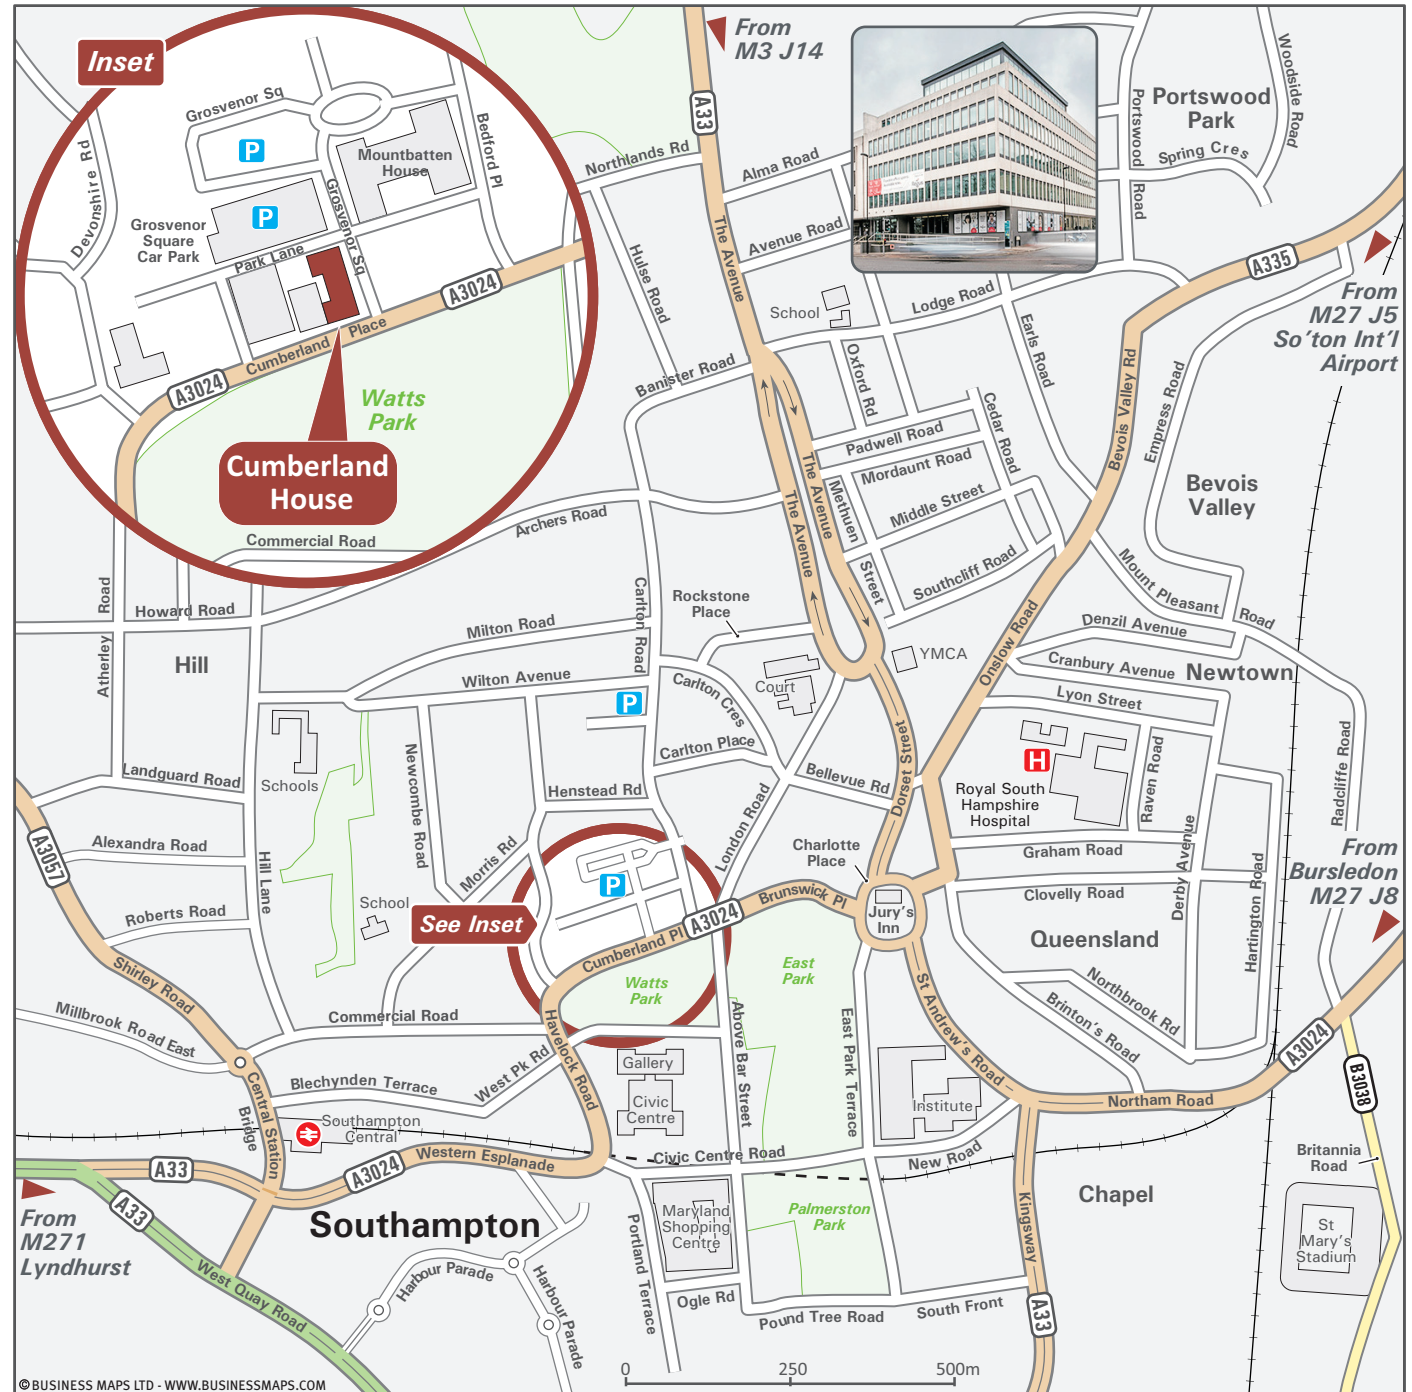 Inset
Grosvenor Sq
Devonshire Rd
Bedford Pl
Mountbatten
House
Grosvenor Sq
Grosvenor
Square
Car Park
P
P
Park Lane
A3024
Cumberland Place
A3024
Watts
Park
Cumberland
House
Commercial Road
From
M3 J14
A33
Northlands Rd
Alma Road
The Avenue
Avenue Road
Hulse Road
School
Lodge Road
Banister Road
Oxford Rd
Earls Road
Portswood
Park
Portswood Road
Woodside Road
Spring Cres
A335
From
M27 J5
So'ton Int'l
Airport
Bevois Valley Rd
Empress Road
Bevois
Valley
Cedar Road
Padwell Road
Mordaunt Road
Middle Street
Methuen Street
Southcliff Road
The Avenue
The Avenue
Archers Road
Carlton Road
Rockstone
Place
Howard Road
Atherley Road
Hill
Milton Road
Wilton Avenue
Mount Pleasant Road
Denzil Avenue
Cranbury Avenue
Newtown
Lyon Street
Onslow Road
YMCA
Court
Carlton Cres
Carlton Place
P
Bellevue Rd
Dorset Street
H
Royal South
Hampshire
Hospital
Raven Road
Radcliffe Road
Landguard Road
Schools
Newcombe Road
Henstead Rd
London Road
Alexandra Road
A3057
Hill Lane
Morris Rd
Charlotte
Place
Graham Road
Derby Avenue
Clovelly Road
Hartington Road
From
Bursledon
M27 J8
Roberts Road
School
See Inset
P
A3024
Brunswick Pl
Jury's
Inn
Queensland
Cumberland Pl
Watts
Park
East
Park
Shirley Road
Millbrook Road East
Commercial Road
Havelock Road
Above Bar Street
East Park Terrace
St Andrew's Road
Northbrook Rd
Brinton's Road
A3024
B3038
Northam Road
West Pk Rd
Blechynden Terrace
Gallery
Civic
Centre
Institute
Central Station
Bridge
Southampton
Central
Western Esplanade
A3024
A33
Civic Centre Road
New Road
Britannia
Road
Chapel
From
M271
Lyndhurst
A33
Southampton
Maryland
Shopping
Centre
Palmerston
Park
Kingsway
St
Mary's
Stadium
West Quay Road
Harbour Parade
Harbour Parade
Portland Terrace
Ogle Rd
Pound Tree Road
South Front
A33
0 250 500m
© BUSINESS MAPS LTD - WWW.BUSINESSMAPS.COM